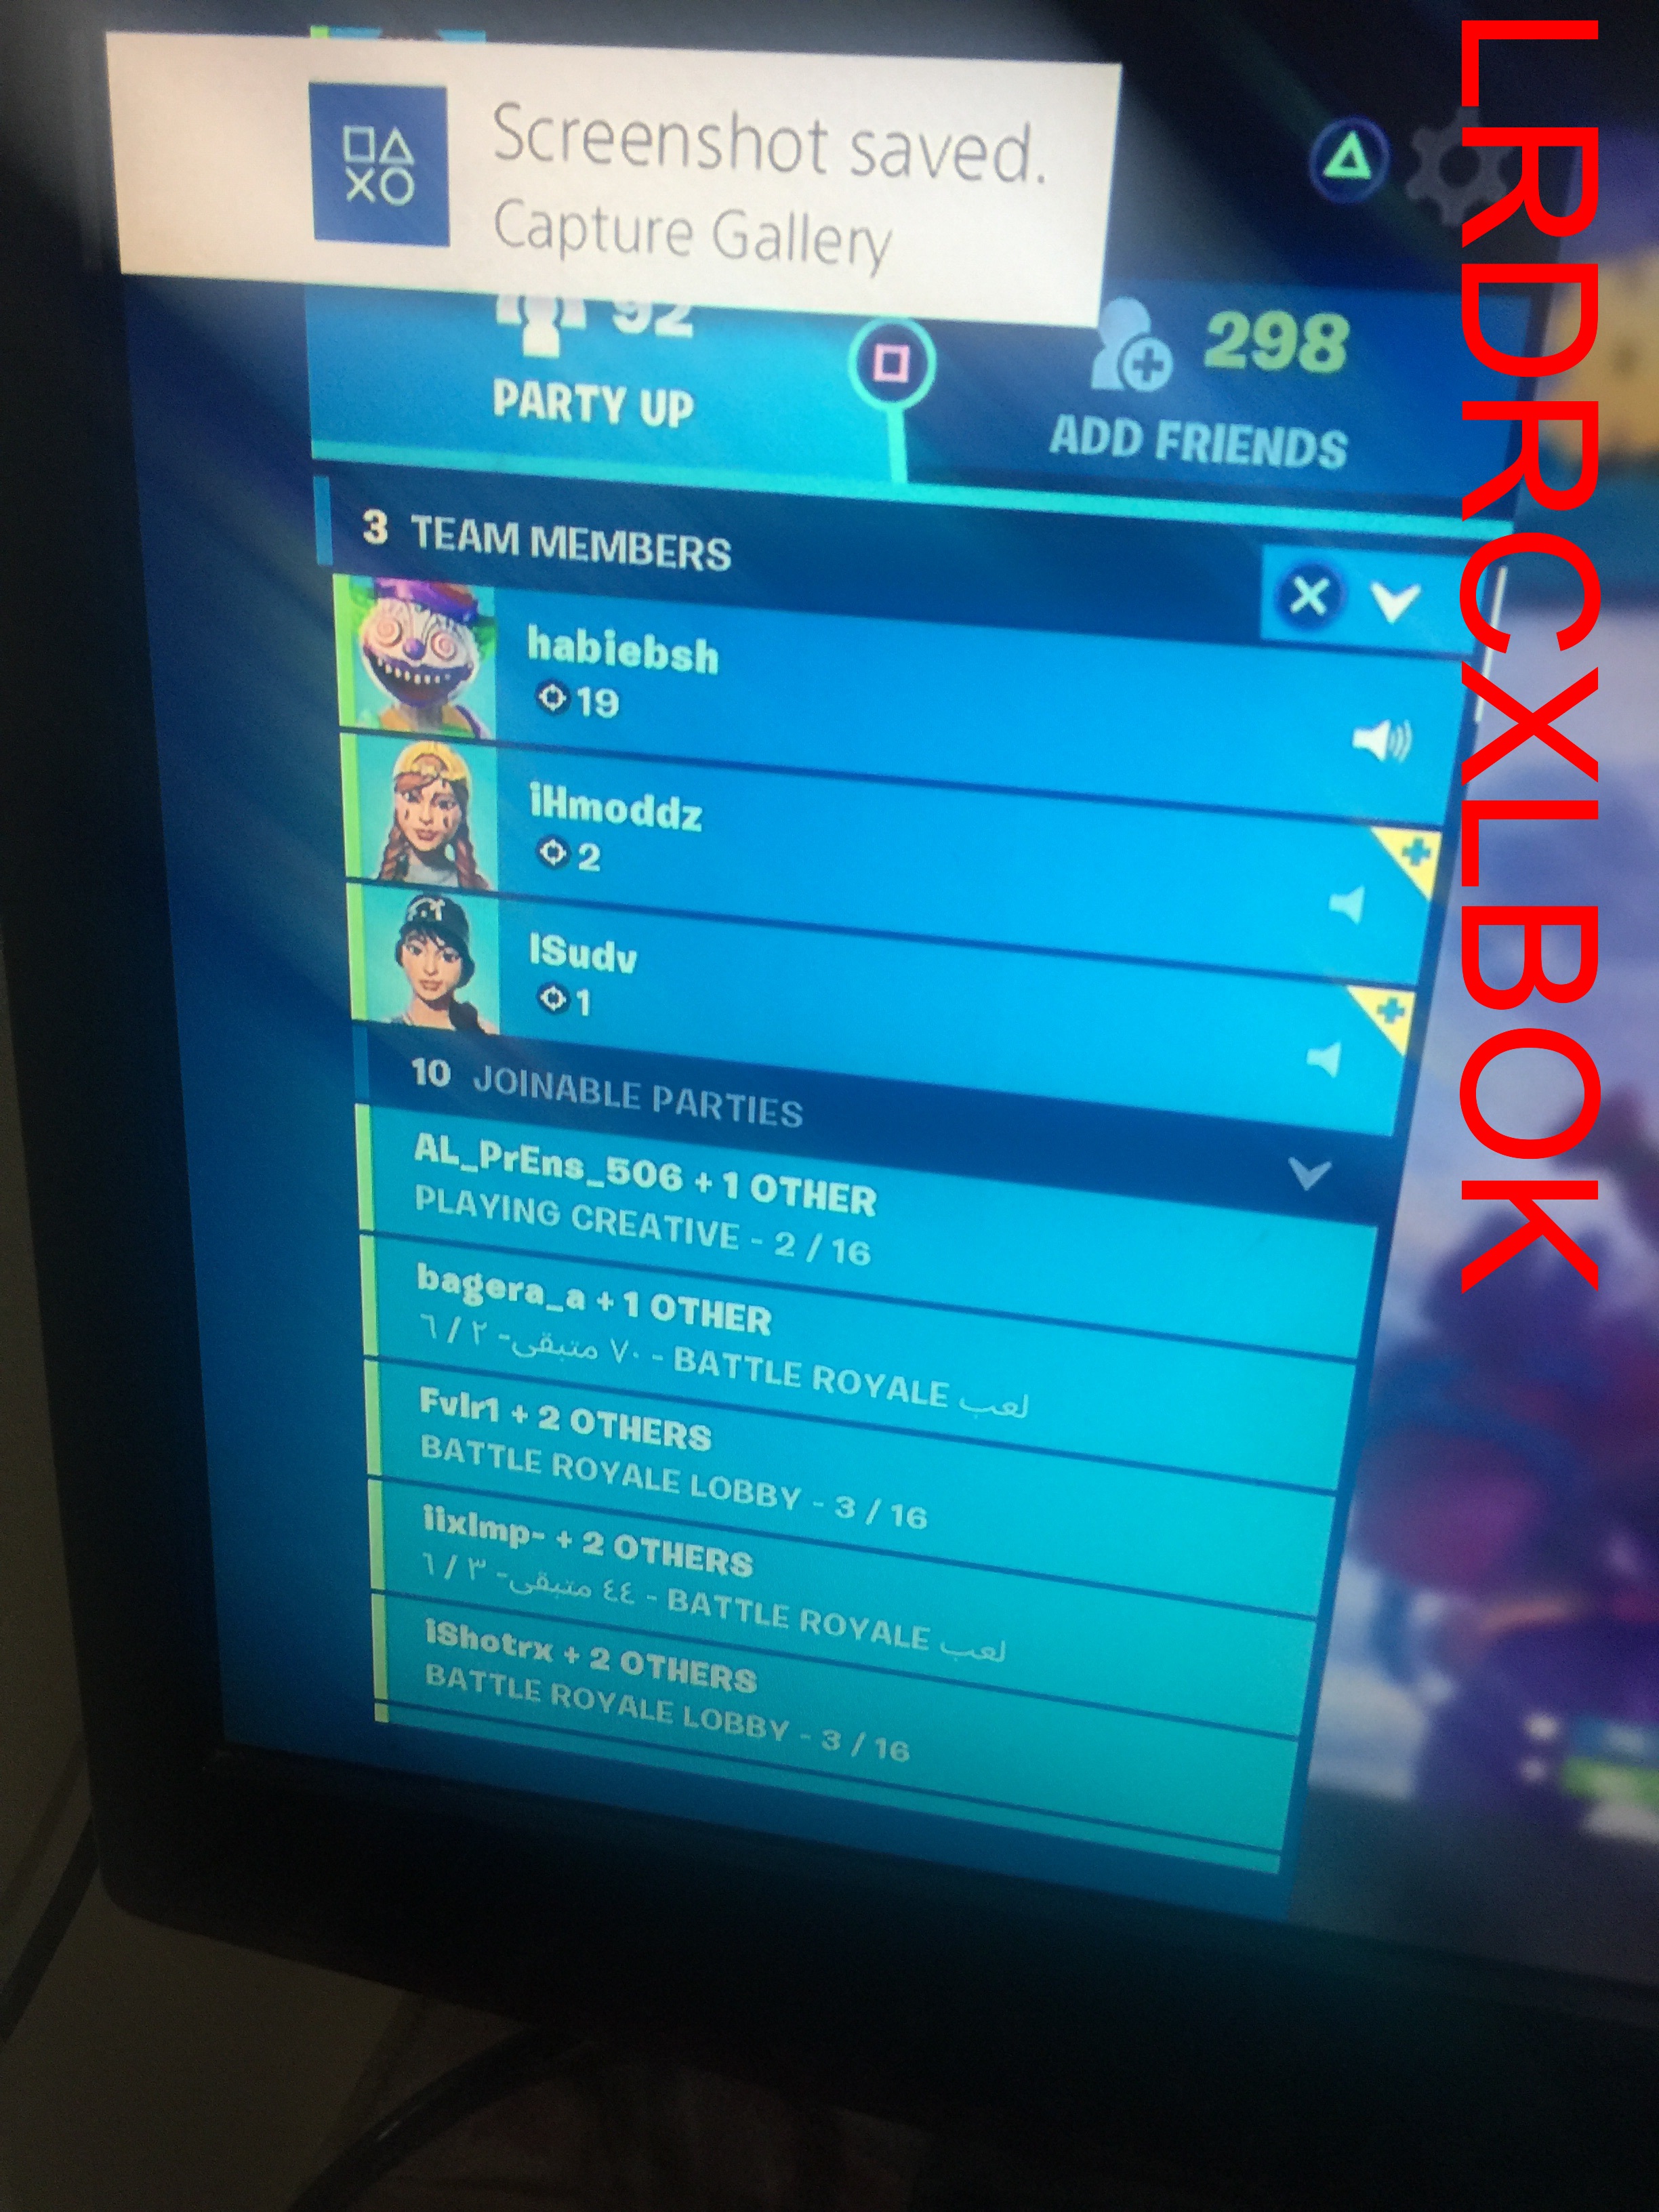 Screenshot saved.
Capture Gallery
92
PARTY UP
298
ADD FRIENDS
3 TEAM MEMBERS
habiebsh
19
iHmoddz
2
lSudv
1
10 JOINABLE PARTIES
AL_PrEns_506 + 1 OTHER
PLAYING CREATIVE - 2 / 16
bagera_a + 1 OTHER
لعب BATTLE ROYALE - ٧٠ متبقى- ٢ / ٦
Fvlr1 + 2 OTHERS
BATTLE ROYALE LOBBY - 3 / 16
iixlmp- + 2 OTHERS
لعب BATTLE ROYALE - ٤٤ متبقى- ٣ / ٦
iShotrx + 2 OTHERS
BATTLE ROYALE LOBBY - 3 / 16
LRDRCXLBOK